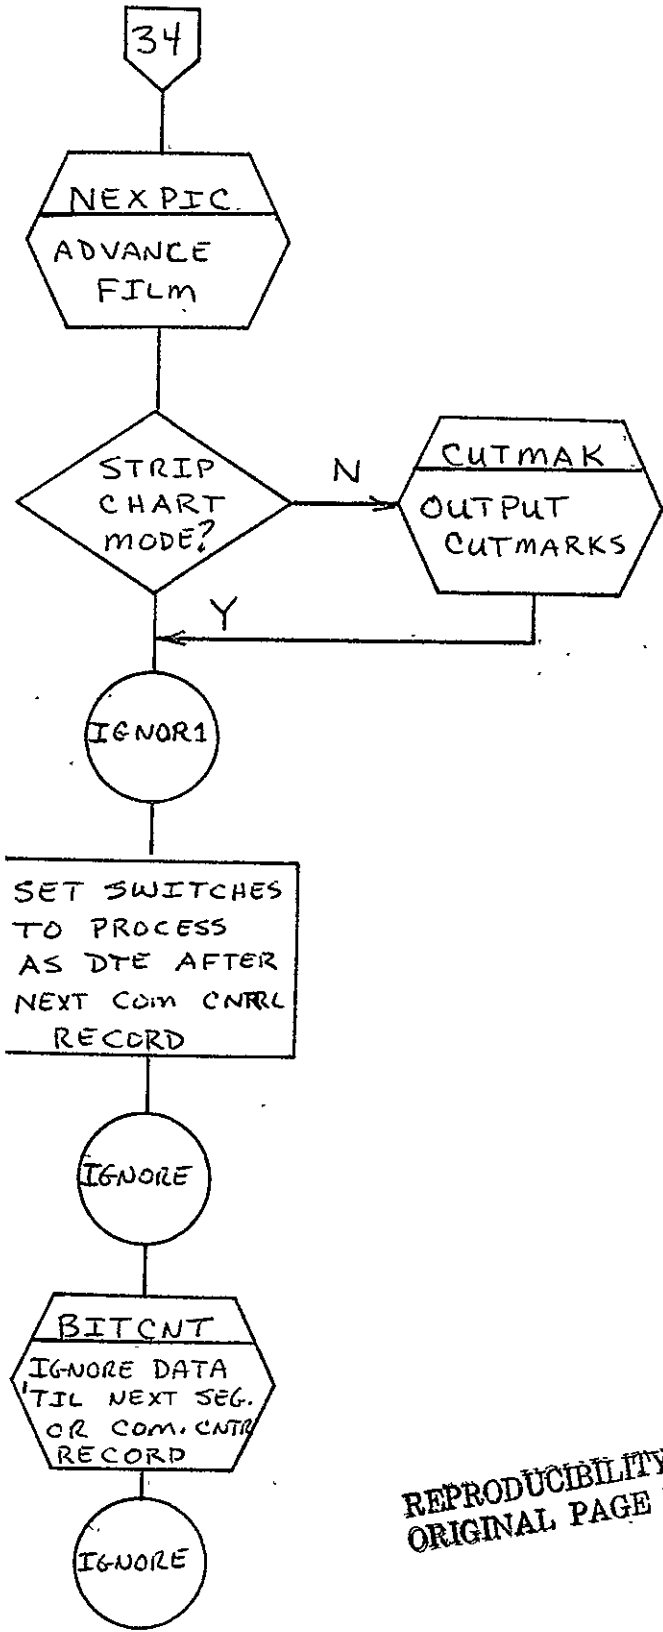 34
NEXPIC.
ADVANCE
FILM
STRIP
CHART
MODE?
N
CUTMAK
OUTPUT
CUTMARKS
Y
IGNOR1
SET SWITCHES
TO PROCESS
AS DTE AFTER
NEXT COM CNTRL
RECORD
IGNORE
BITCNT
IGNORE DATA
'TIL NEXT SEG.
OR COM. CNTR
RECORD
IGNORE
REPRODUCIBILITY
ORIGINAL PAGE